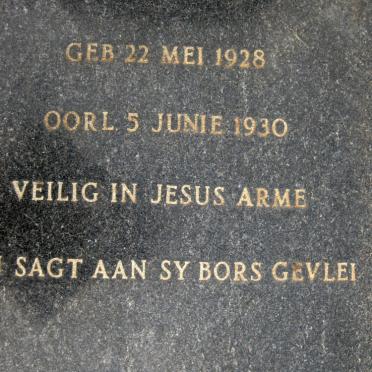 GEB 22 MEI 1928
OORL 5 JUNIE 1930
VEILIG IN JESUS ARME
SAGT AAN SY BORS GEVLEI